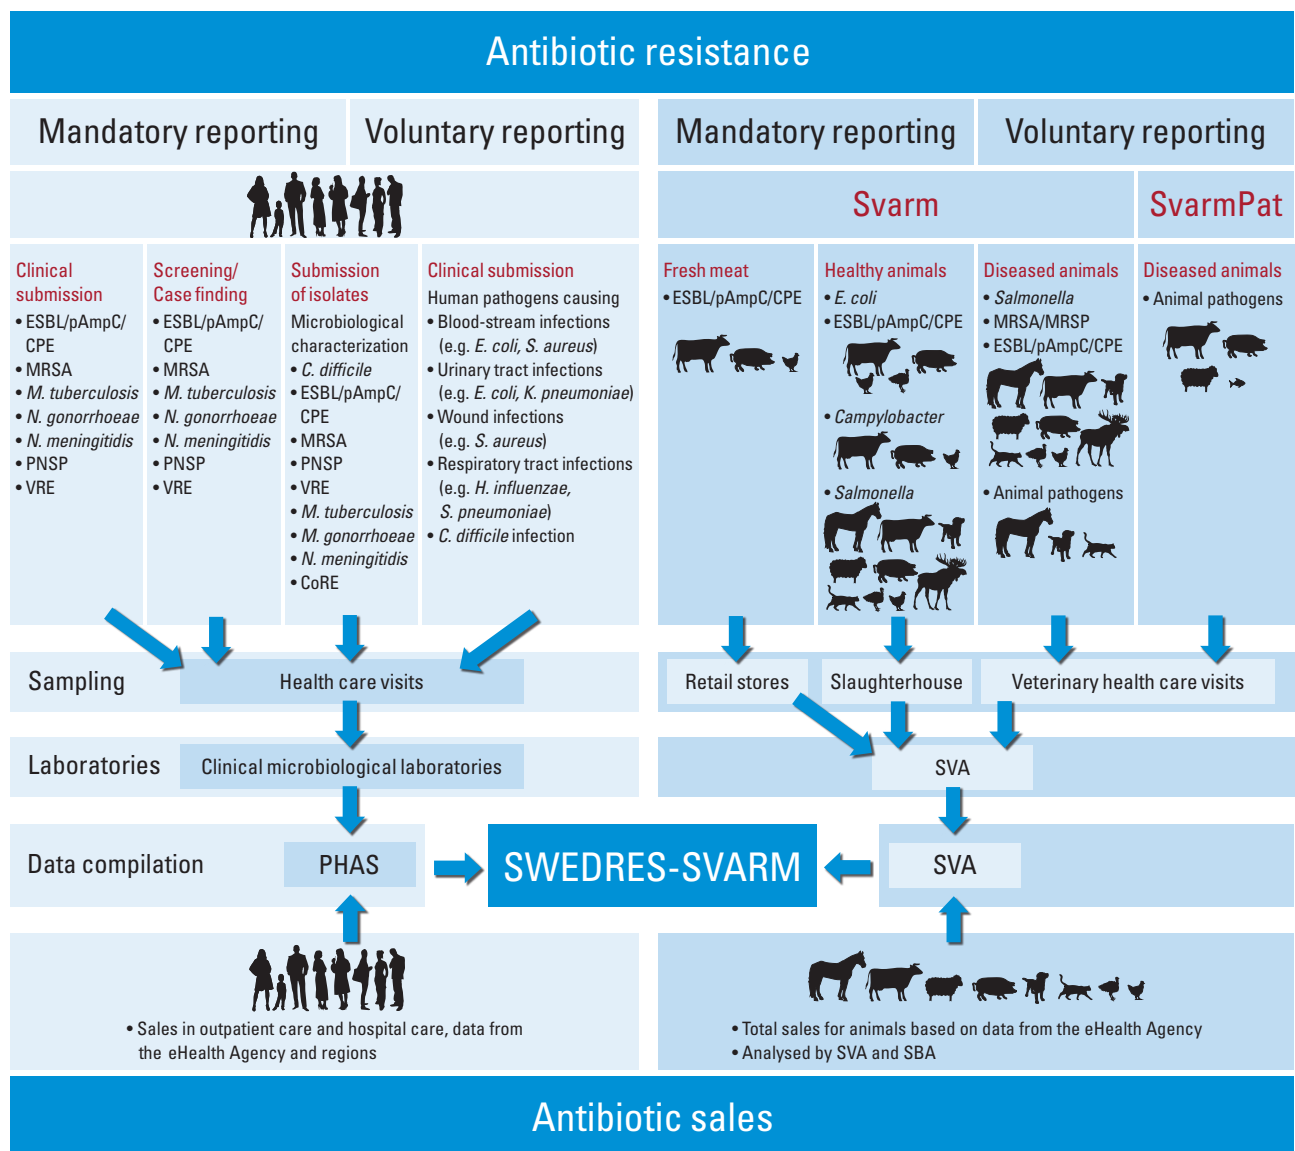 Antibiotic resistance
Mandatory reporting
Voluntary reporting
Mandatory reporting
Voluntary reporting
Svarm
SvarmPat
Clinical
submission
• ESBL/pAmpC/
CPE
• MRSA
• M. tuberculosis
• N. gonorrhoeae
• N. meningitidis
• PNSP
• VRE
Screening/
Case finding
• ESBL/pAmpC/
CPE
• MRSA
• M. tuberculosis
• N. gonorrhoeae
• N. meningitidis
• PNSP
• VRE
Submission
of isolates
Microbiological
characterization
• C. difficile
• ESBL/pAmpC/
CPE
• MRSA
• PNSP
• VRE
• M. tuberculosis
• M. gonorrhoeae
• N. meningitidis
• CoRE
Clinical submission
Human pathogens causing
• Blood-stream infections
(e.g. E. coli, S. aureus)
• Urinary tract infections
(e.g. E. coli, K. pneumoniae)
• Wound infections
(e.g. S. aureus)
• Respiratory tract infections
(e.g. H. influenzae,
S. pneumoniae)
• C. difficile infection
Fresh meat
• ESBL/pAmpC/CPE
Healthy animals
• E. coli
• ESBL/pAmpC/CPE
• Campylobacter
• Salmonella
Diseased animals
• Salmonella
• MRSA/MRSP
• ESBL/pAmpC/CPE
• Animal pathogens
Diseased animals
• Animal pathogens
Sampling
Health care visits
Retail stores
Slaughterhouse
Veterinary health care visits
Laboratories
Clinical microbiological laboratories
SVA
Data compilation
PHAS
SWEDRES-SVARM
SVA
• Sales in outpatient care and hospital care, data from
the eHealth Agency and regions
• Total sales for animals based on data from the eHealth Agency
• Analysed by SVA and SBA
Antibiotic sales